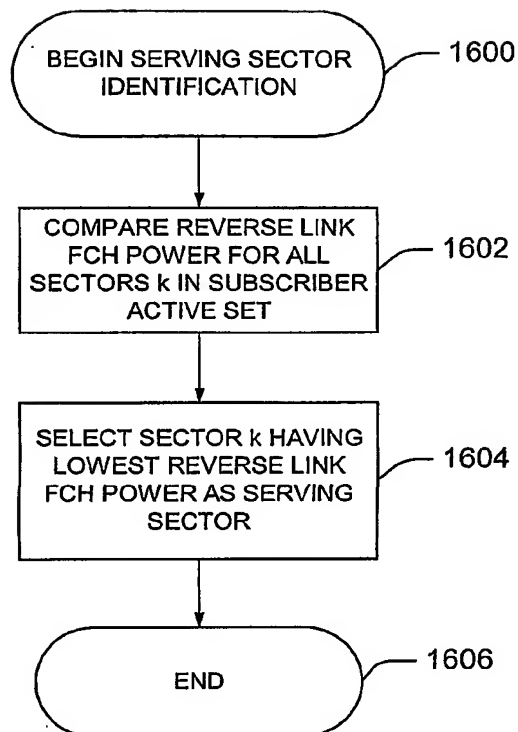 BEGIN SERVING SECTOR
IDENTIFICATION
1600
COMPARE REVERSE LINK
FCH POWER FOR ALL
SECTORS k IN SUBSCRIBER
ACTIVE SET
1602
SELECT SECTOR k HAVING
LOWEST REVERSE LINK
FCH POWER AS SERVING
SECTOR
1604
END
1606